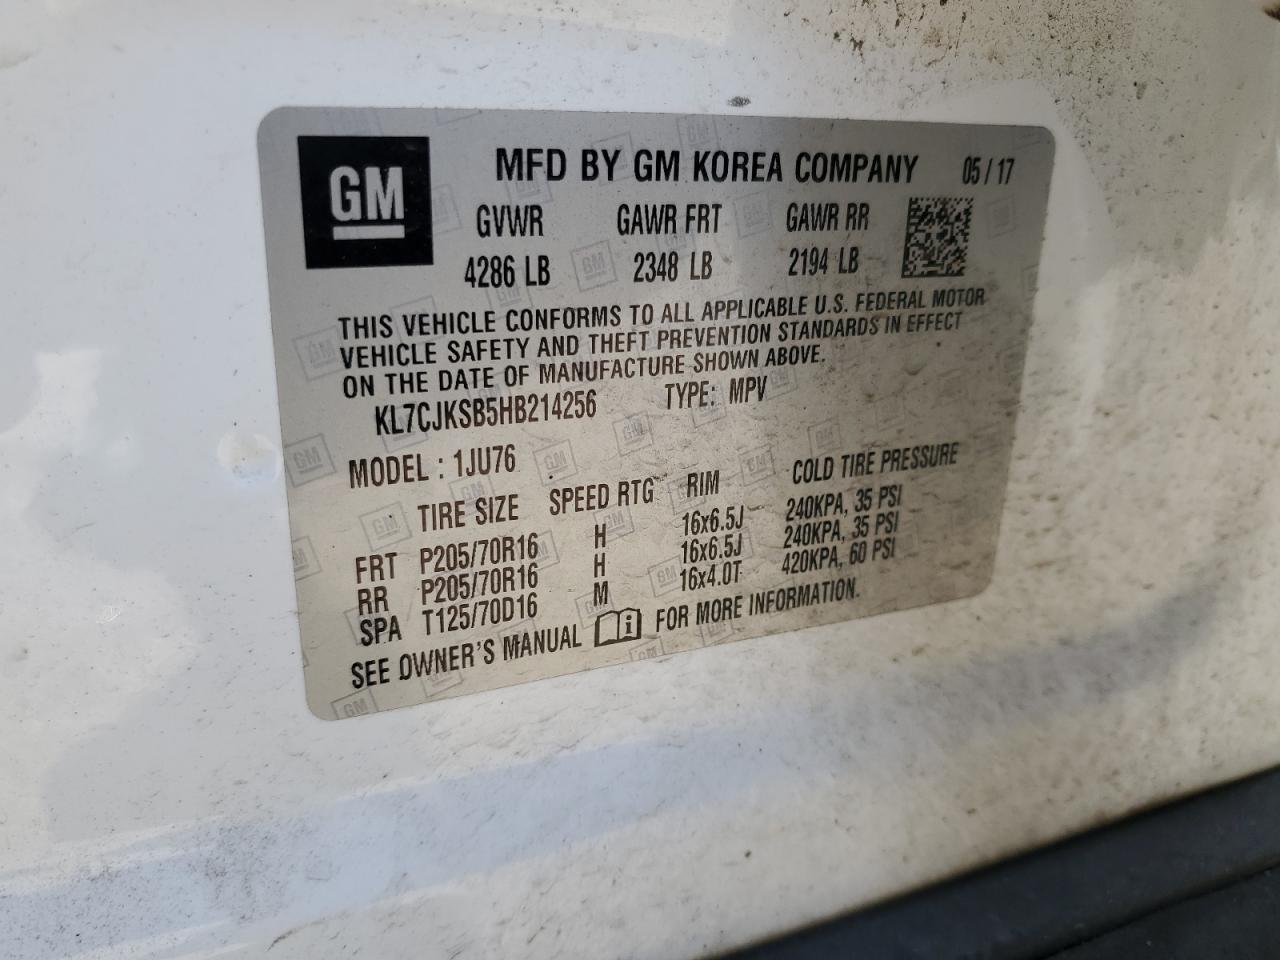 GM
MFD BY GM KOREA COMPANY 05/17
GVWR GAWR FRT GAWR RR
4286 LB 2348 LB 2194 LB
THIS VEHICLE CONFORMS TO ALL APPLICABLE U.S. FEDERAL MOTOR
VEHICLE SAFETY AND THEFT PREVENTION STANDARDS IN EFFECT
ON THE DATE OF MANUFACTURE SHOWN ABOVE.
KL7CJKSB5HB214256 TYPE: MPV
MODEL : 1JU76
TIRE SIZE SPEED RTG RIM COLD TIRE PRESSURE
FRT P205/70R16 H 16x6.5J 240KPA, 35 PSI
RR P205/70R16 H 16x6.5J 240KPA, 35 PSI
SPA T125/70D16 M 16x4.0T 420KPA, 60 PSI
SEE OWNER'S MANUAL i FOR MORE INFORMATION.